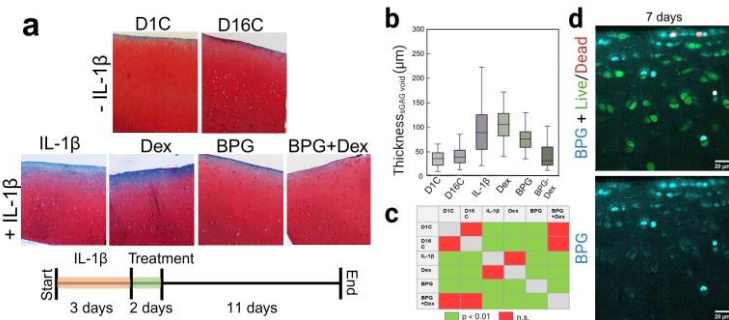 a
D1C D16C
- IL-1β
IL-1β Dex BPG BPG+Dex
+ IL-1β
IL-1β Treatment
Start
End
3 days 2 days 11 days
b
Thickness sGAG void (μm)
300
250
200
150
100
50
0
D1C D16C IL-1β Dex BPG BPG-Dex
c
D1C D16 C IL-1β Dex BPG BPG +Dex
D1C
D16 C
IL-1β
Dex
BPG
BPG +Dex
p < 0.01 n.s.
d
7 days
BPG + Live/Dead
20 μm
BPG
20 μm